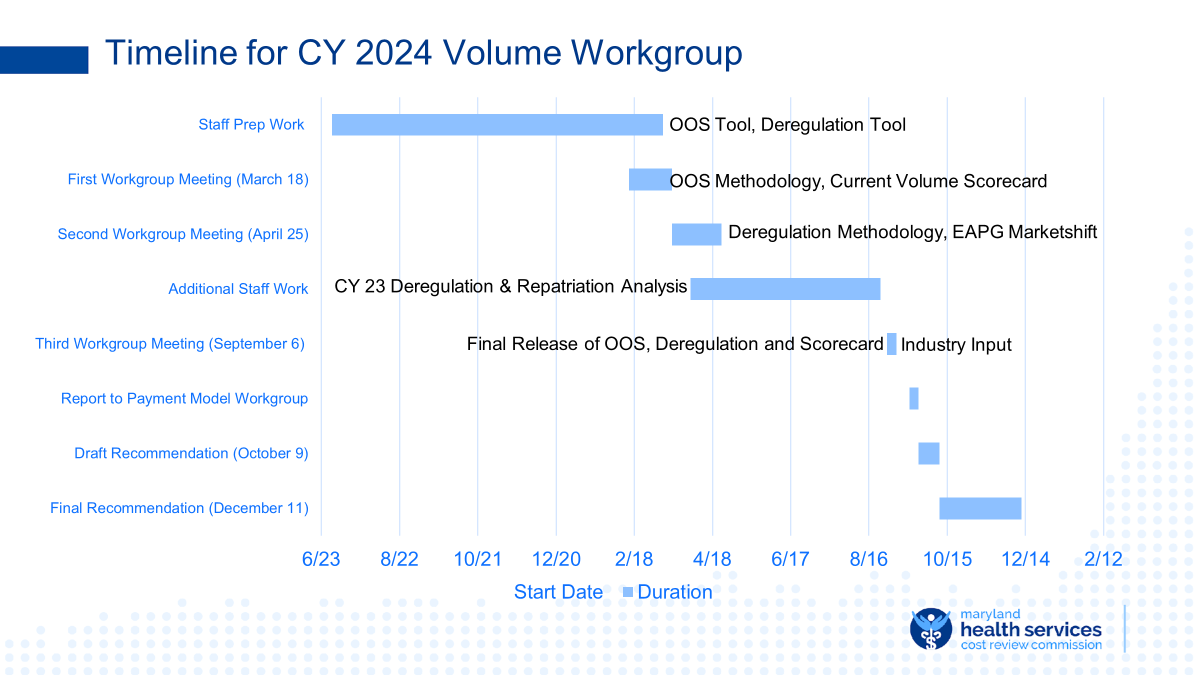 Timeline for CY 2024 Volume Workgroup
Staff Prep Work
OOS Tool, Deregulation Tool
First Workgroup Meeting (March 18)
OOS Methodology, Current Volume Scorecard
Second Workgroup Meeting (April 25)
Deregulation Methodology, EAPG Marketshift
Additional Staff Work
CY 23 Deregulation & Repatriation Analysis
Third Workgroup Meeting (September 6)
Final Release of OOS, Deregulation and Scorecard
Industry Input
Report to Payment Model Workgroup
Draft Recommendation (October 9)
Final Recommendation (December 11)
6/23 8/22 10/21 12/20 2/18 4/18 6/17 8/16 10/15 12/14 2/12
Start Date Duration
maryland
health services
cost review commission